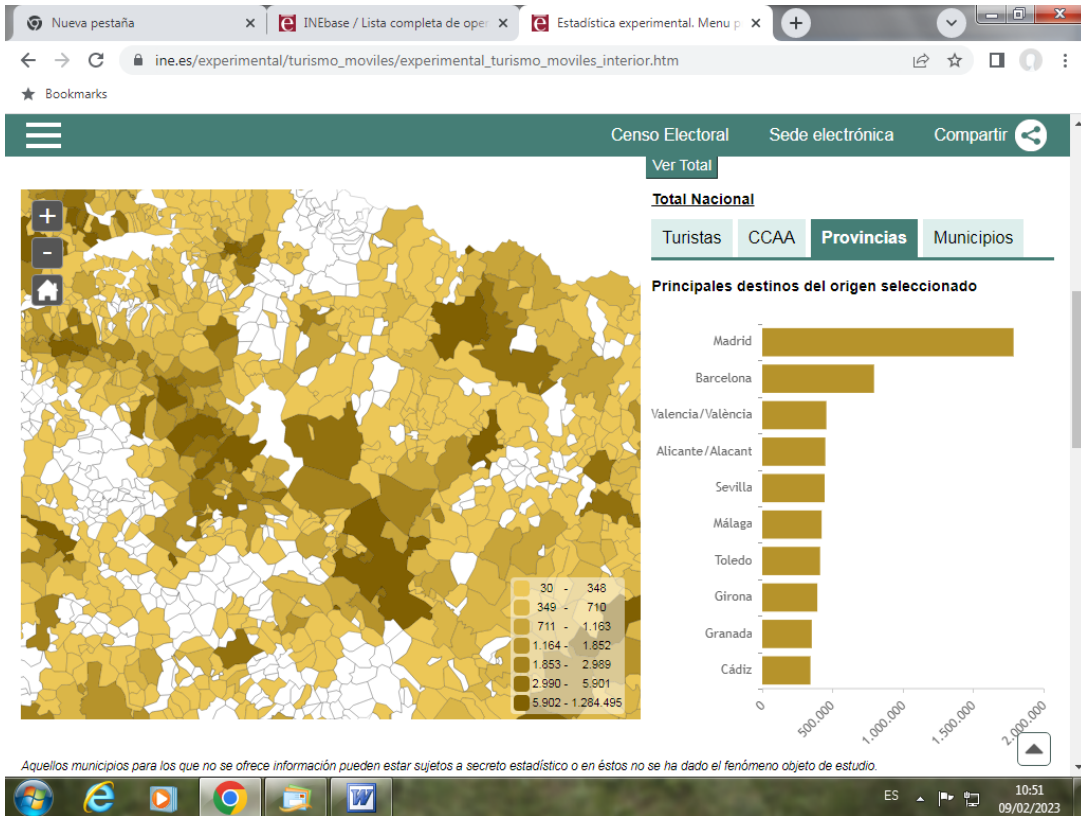 Nueva pestaña
INEbase / Lista completa de oper
Estadística experimental. Menu p
ine.es/experimental/turismo_moviles/experimental_turismo_moviles_interior.htm
Bookmarks
Censo Electoral Sede electrónica Compartir
Ver Total
Total Nacional
Turistas CCAA Provincias Municipios
Principales destinos del origen seleccionado
Madrid
Barcelona
Valencia/València
Alicante/Alacant
Sevilla
Málaga
Toledo
Girona
Granada
Cádiz
0 500.000 1.000.000 1.500.000 2.000.000
+
-
30 - 348
349 - 710
711 - 1.163
1.164 - 1.852
1.853 - 2.989
2.990 - 5.901
5.902 - 1.284.495
Aquellos municipios para los que no se ofrece información pueden estar sujetos a secreto estadístico o en éstos no se ha dado el fenómeno objeto de estudio.
ES
10:51
09/02/2023